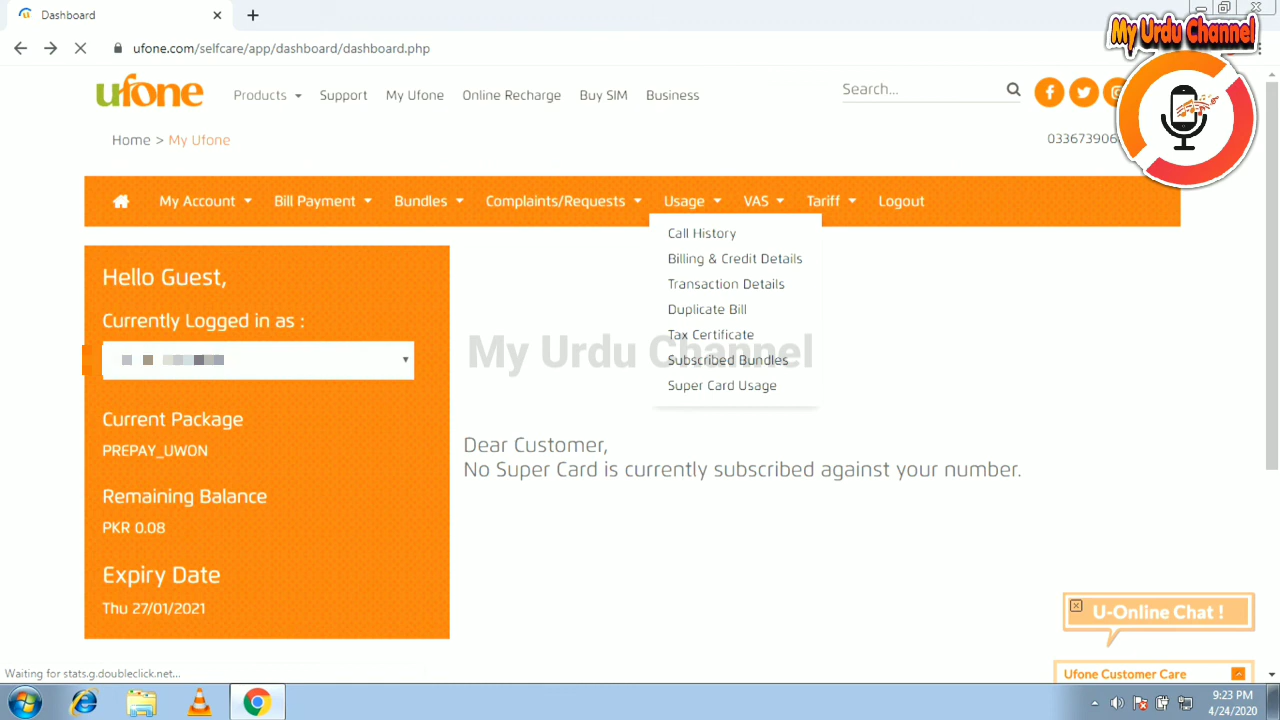 Dashboard
My Urdu Channel
ufone.com/selfcare/app/dashboard/dashboard.php
ufone
Products
Support
My Ufone
Online Recharge
Buy SIM
Business
Search...
Home > My Ufone
033673906
My Account
Bill Payment
Bundles
Complaints/Requests
Usage
VAS
Tariff
Logout
Call History
Billing & Credit Details
Transaction Details
Duplicate Bill
Tax Certificate
Subscribed Bundles
Super Card Usage
Hello Guest,
Currently Logged in as :
My Urdu Channel
Current Package
PREPAY_UWON
Remaining Balance
PKR 0.08
Expiry Date
Thu 27/01/2021
Dear Customer,
No Super Card is currently subscribed against your number.
U-Online Chat !
Ufone Customer Care
Waiting for stats.g.doubleclick.net...
9:23 PM
4/24/2020